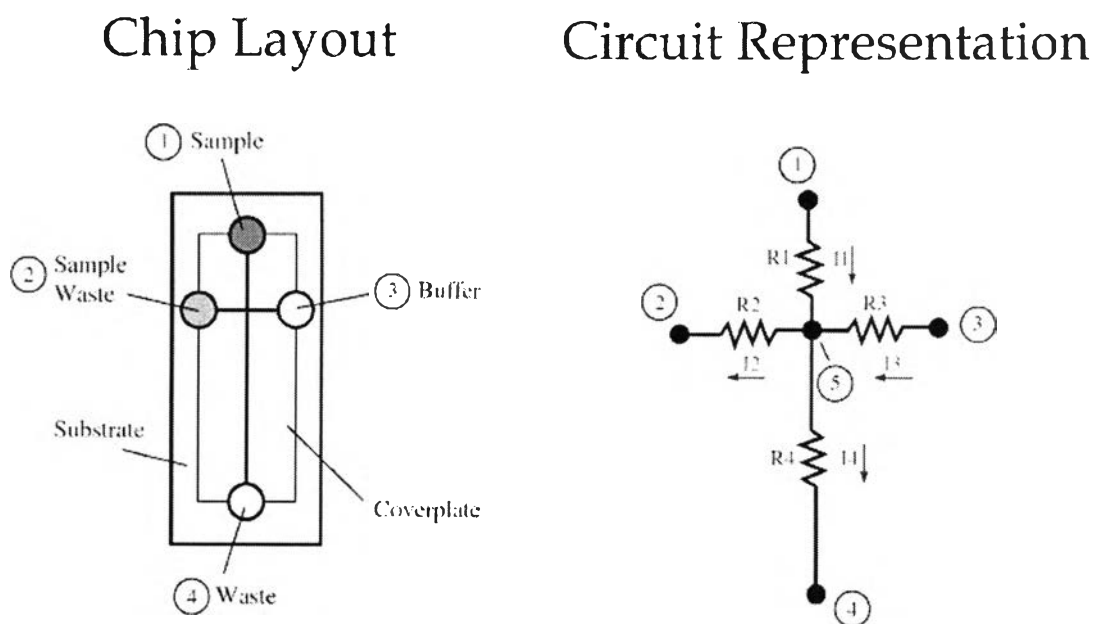 Chip Layout
Circuit Representation
1 Sample
2 Sample
Waste
3 Buffer
Substrate
Coverplate
4 Waste
1
R1
I1
2
R2
R3
3
I2
I3
5
R4
I4
4